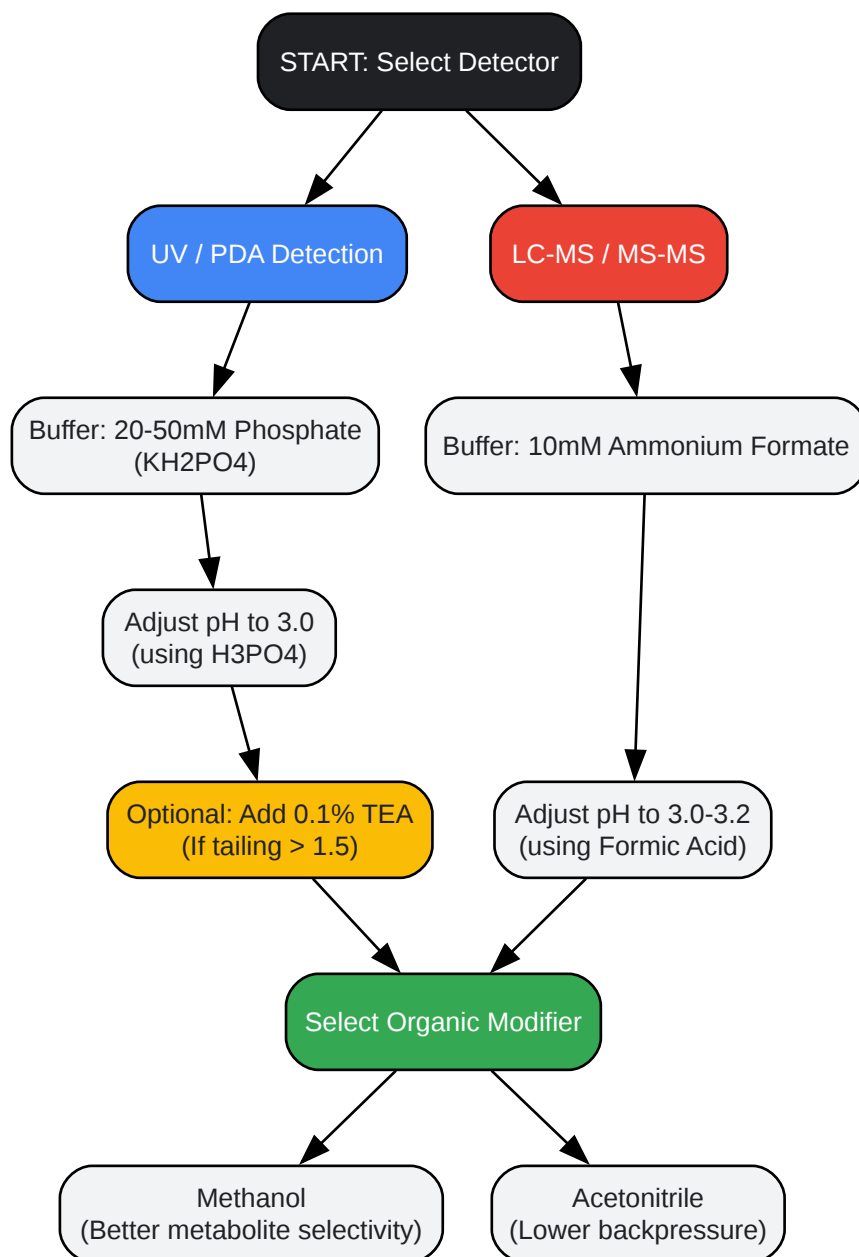 START: Select Detector
UV / PDA Detection
LC-MS / MS-MS
Buffer: 20-50mM Phosphate
(KH2PO4)
Buffer: 10mM Ammonium Formate
Adjust pH to 3.0
(using H3PO4)
Optional: Add 0.1% TEA
(If tailing > 1.5)
Adjust pH to 3.0-3.2
(using Formic Acid)
Select Organic Modifier
Methanol
(Better metabolite selectivity)
Acetonitrile
(Lower backpressure)